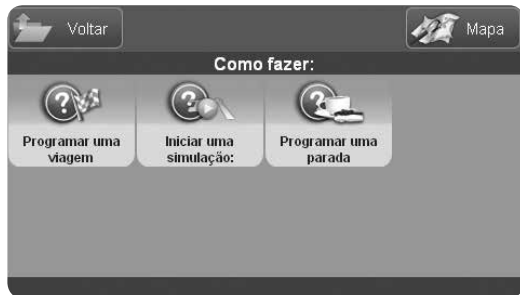 Voltar
Mapa
Como fazer:
Programar uma
viagem
Iniciar uma
simulação:
Programar uma
parada